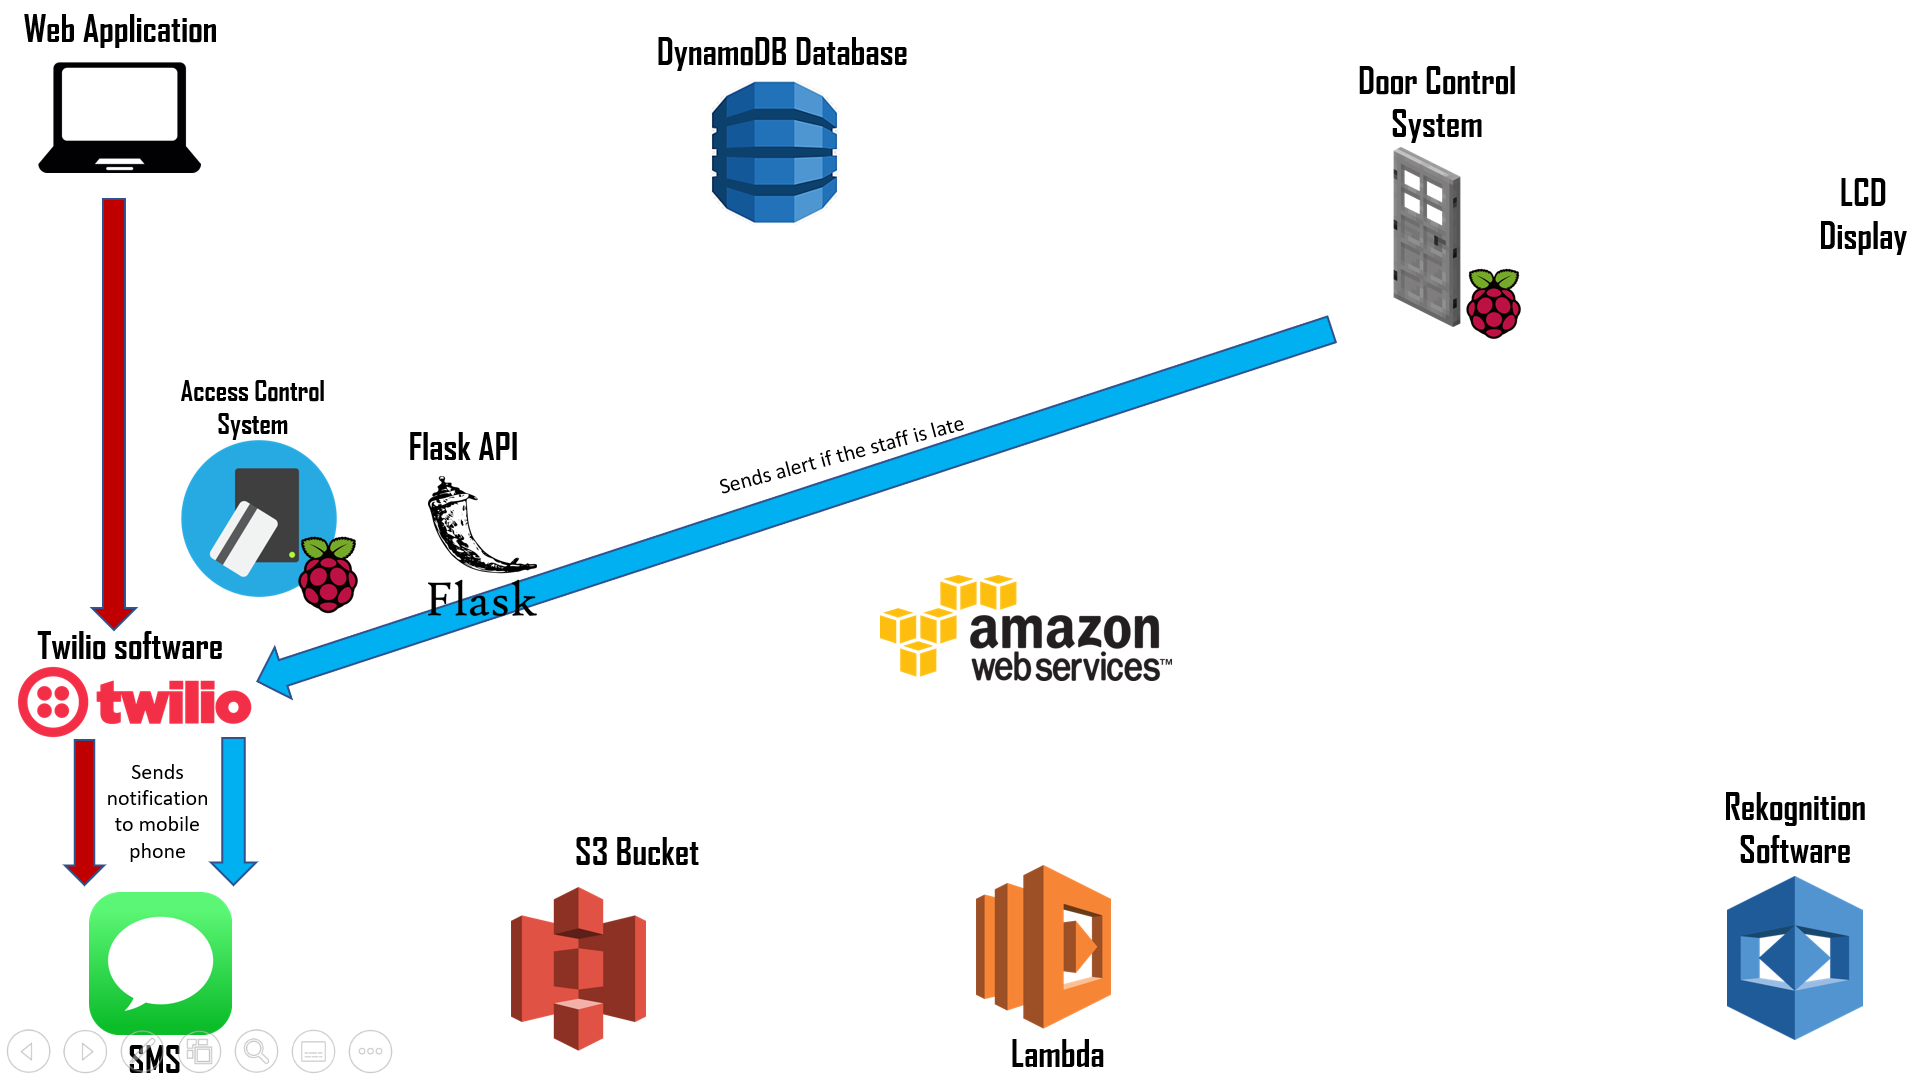 Web Application
DynamoDB Database
Door Control
System
LCD
Display
Access Control
System
Flask API
Flask
Sends alert if the staff is late
amazon
web services™
Twilio software
twilio
Sends
notification
to mobile
phone
S3 Bucket
Rekognition
Software
SMS
Lambda